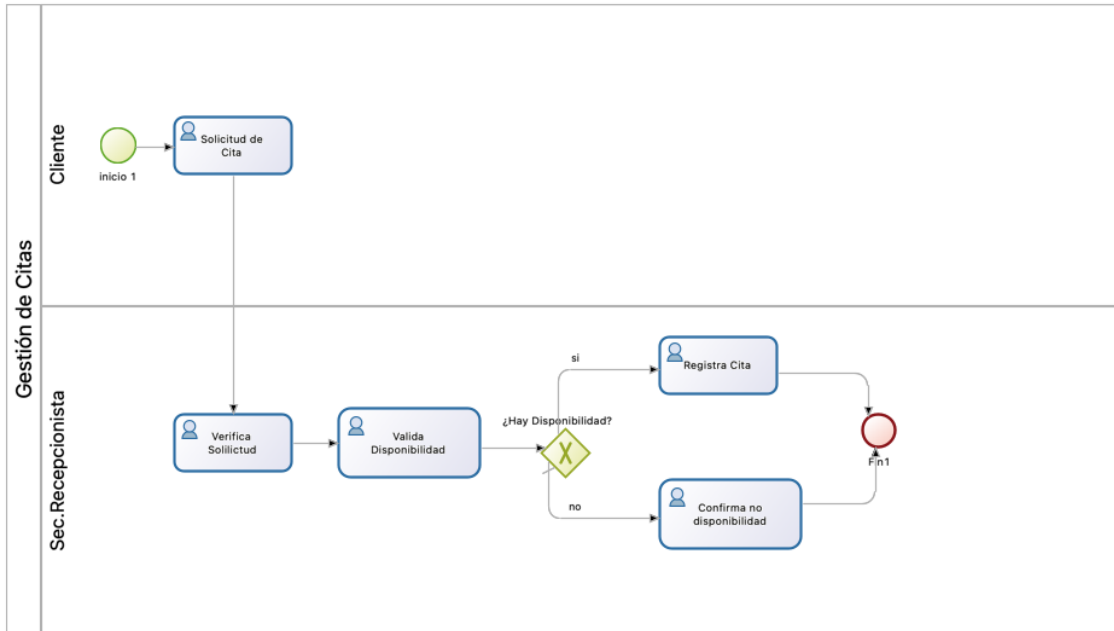 Gestión de Citas
Cliente
inicio 1
Solicitud de
Cita
Sec.Recepcionista
Verifica
Solilictud
Valida
Disponibilidad
¿Hay Disponibilidad?
si
no
Registra Cita
Confirma no
disponibilidad
Fin1